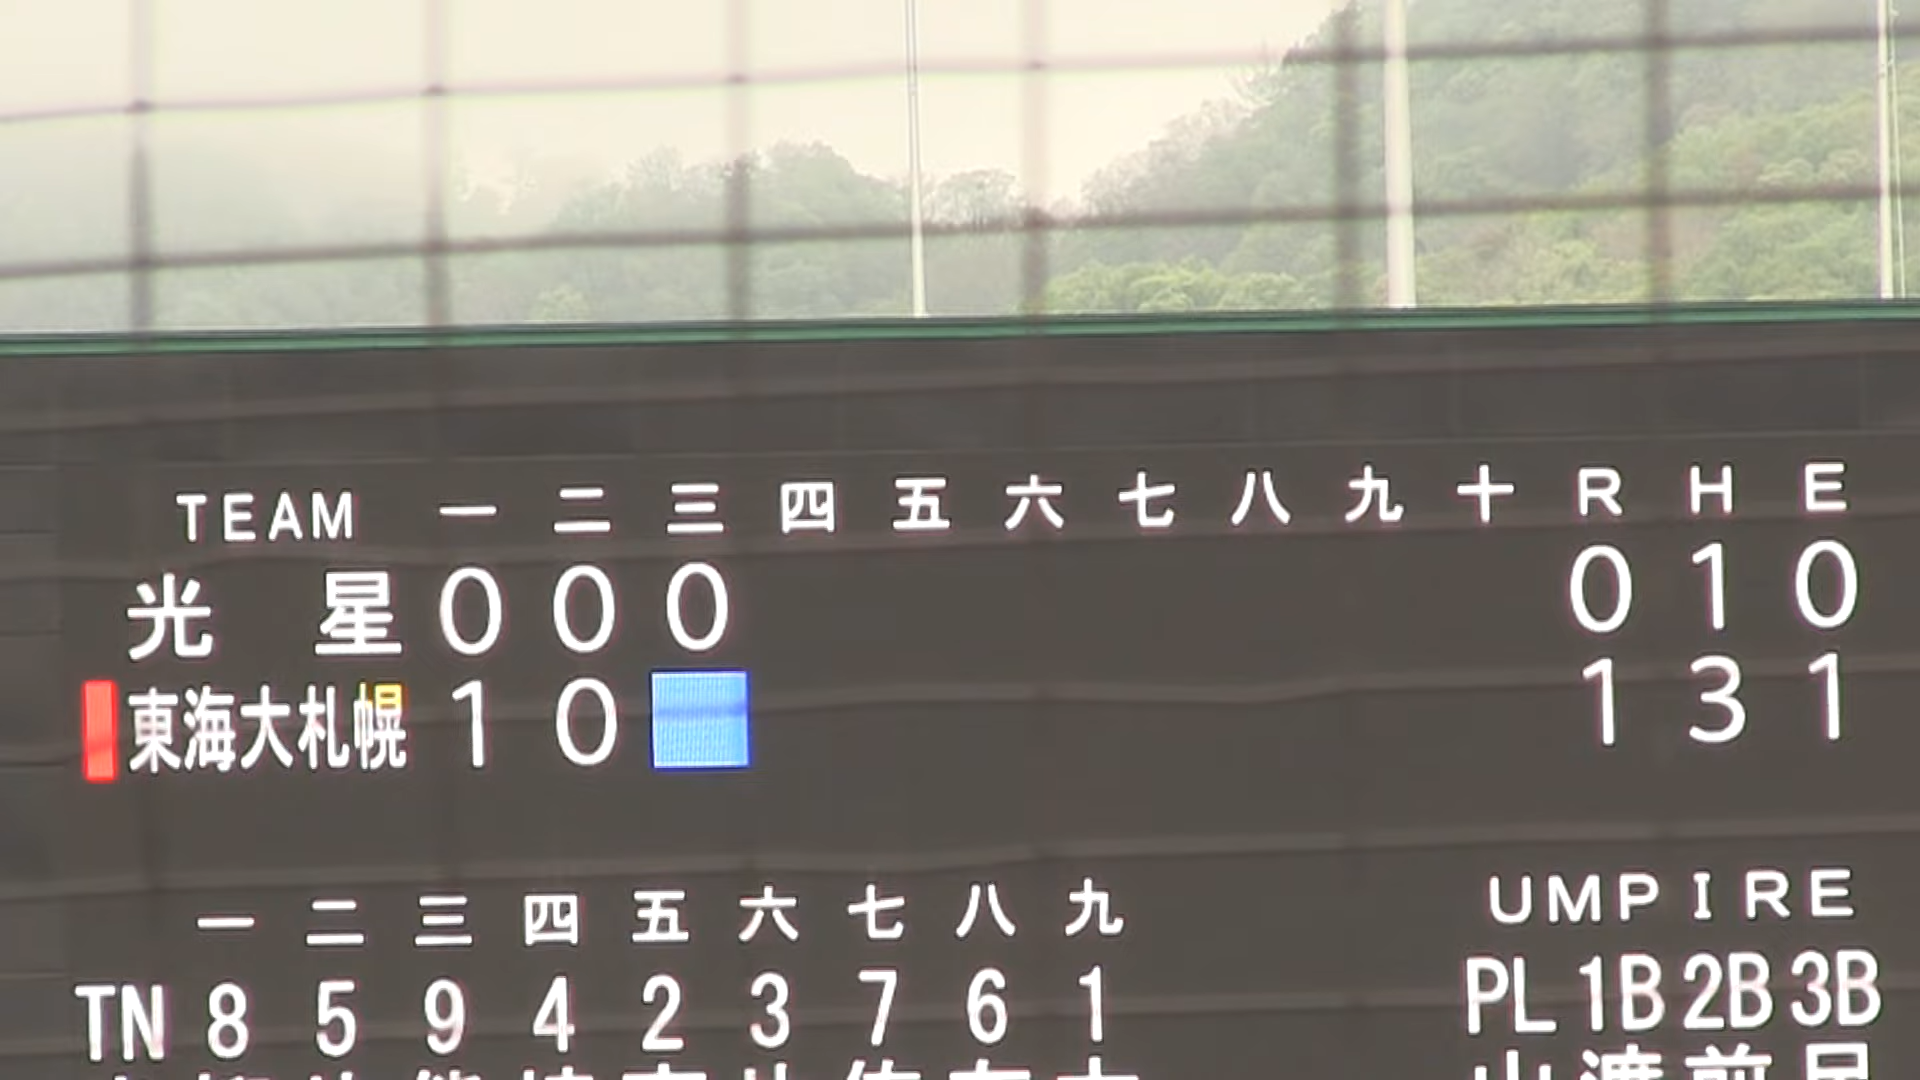 TEAM 一 二 三 四 五 六 七 八 九 十 R H E
光星 0 0 0 0 1 0
東海大札幌 1 0 1 3 1
一 二 三 四 五 六 七 八 九 UMPIRE
TN 8 5 9 4 2 3 7 6 1 PL 1B 2B 3B